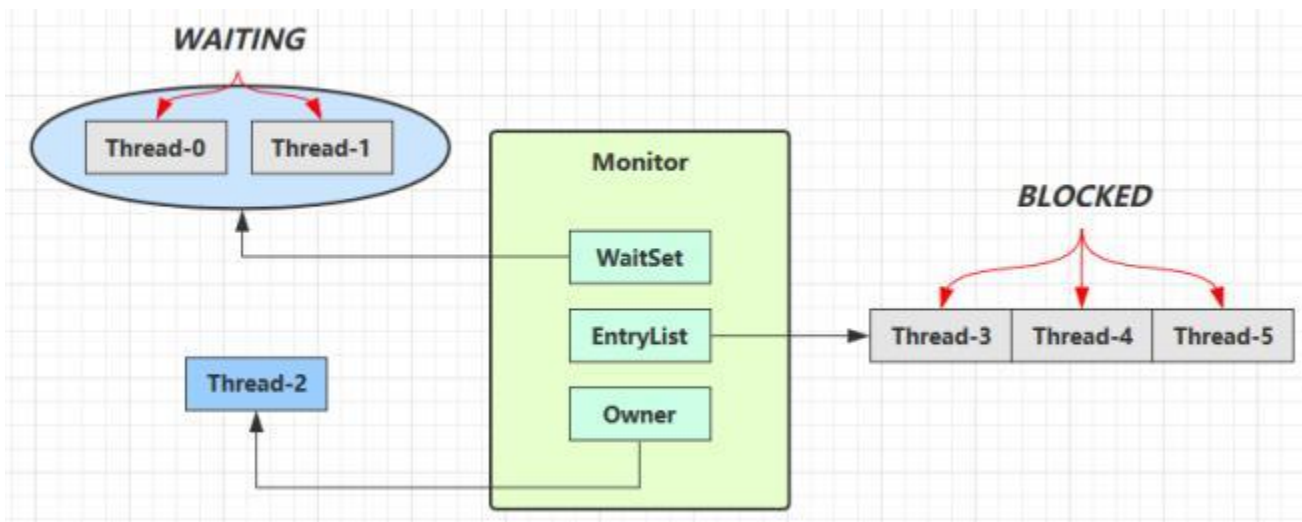 WAITING
Thread-0
Thread-1
Monitor
BLOCKED
WaitSet
EntryList
Thread-3
Thread-4
Thread-5
Thread-2
Owner